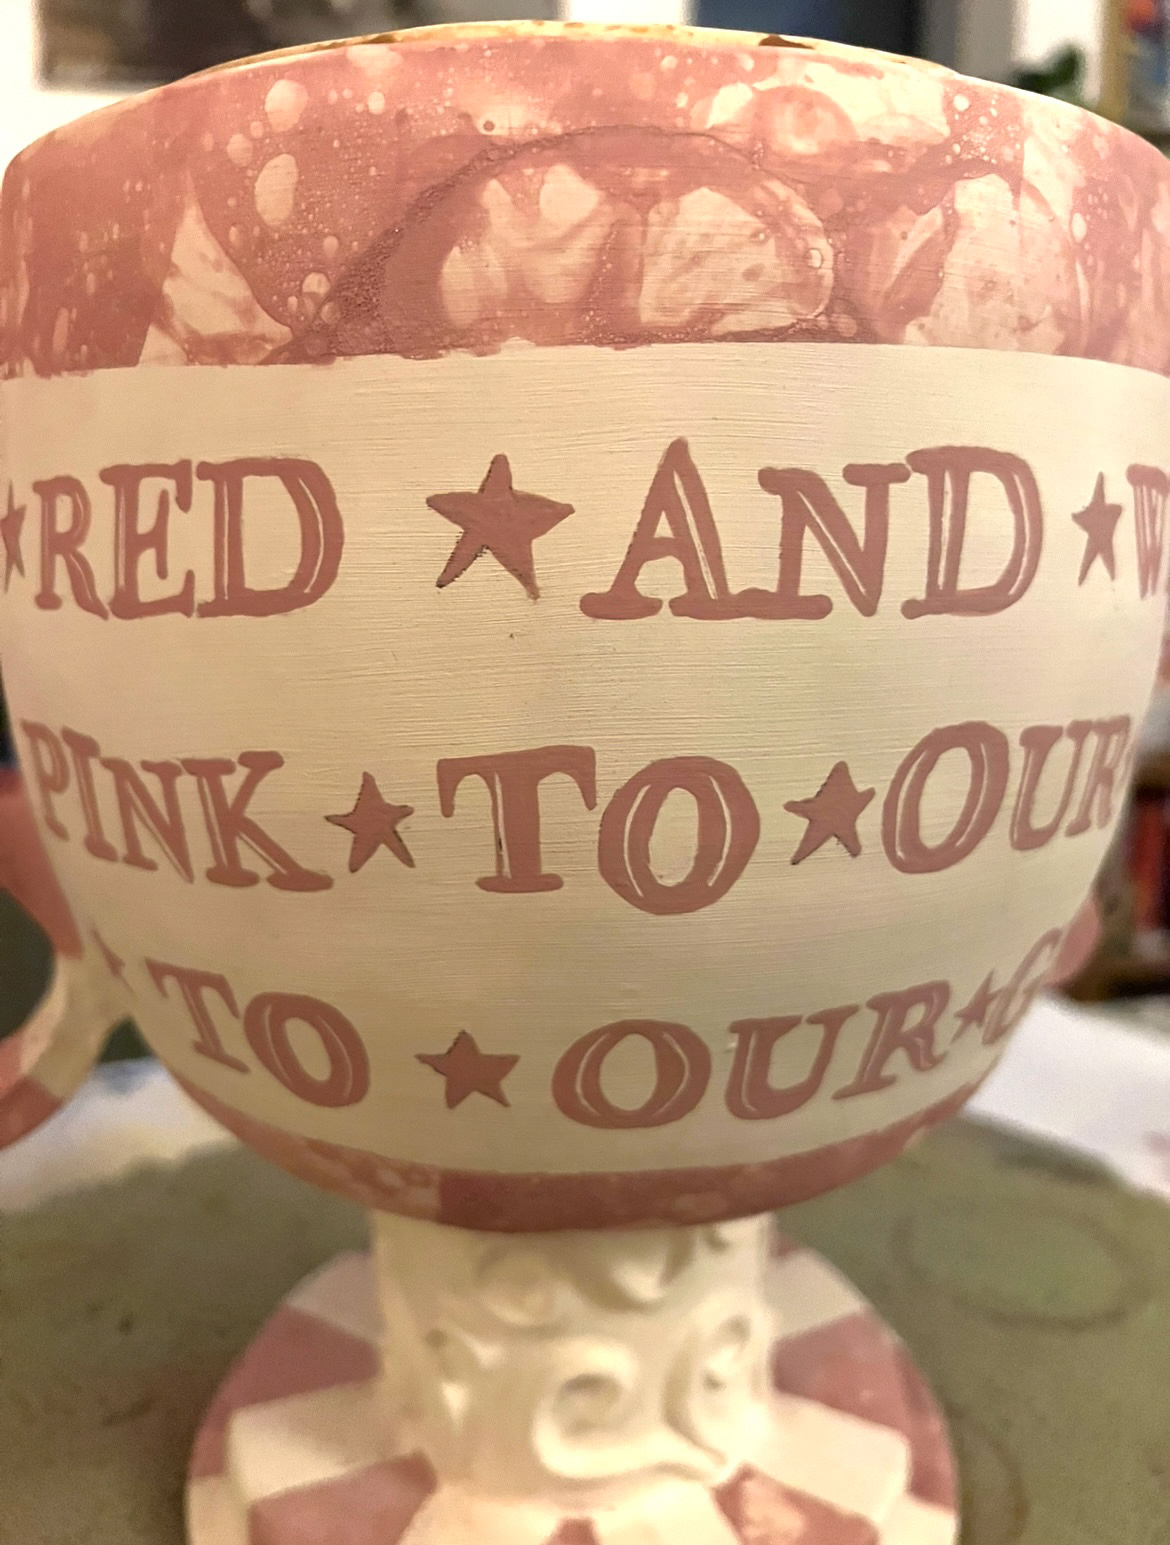 ★RED ★ AND ★
PINK ★ TO ★ OUR
★ TO ★ OUR ★